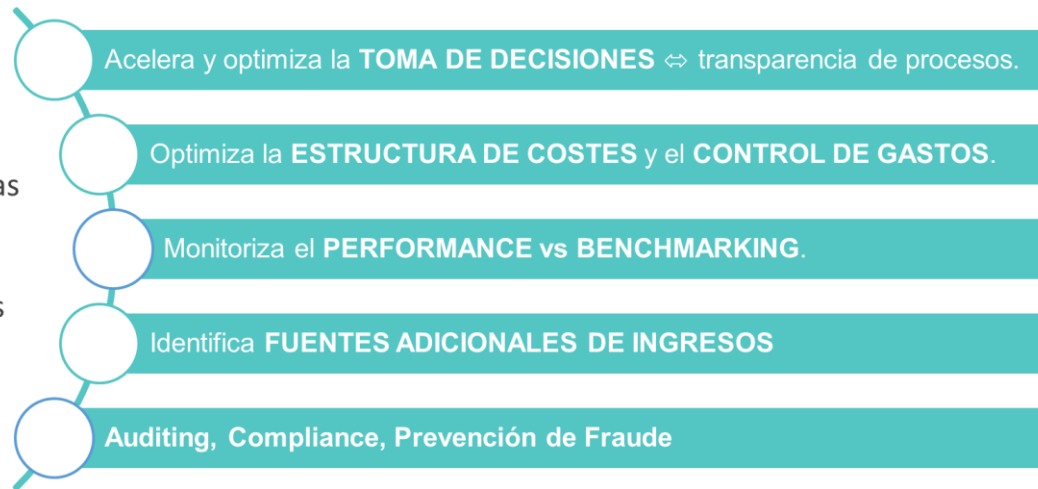 Acelera y optimiza la TOMA DE DECISIONES ⇔ transparencia de procesos.
Optimiza la ESTRUCTURA DE COSTES y el CONTROL DE GASTOS.
Monitoriza el PERFORMANCE vs BENCHMARKING.
Identifica FUENTES ADICIONALES DE INGRESOS
Auditing, Compliance, Prevención de Fraude